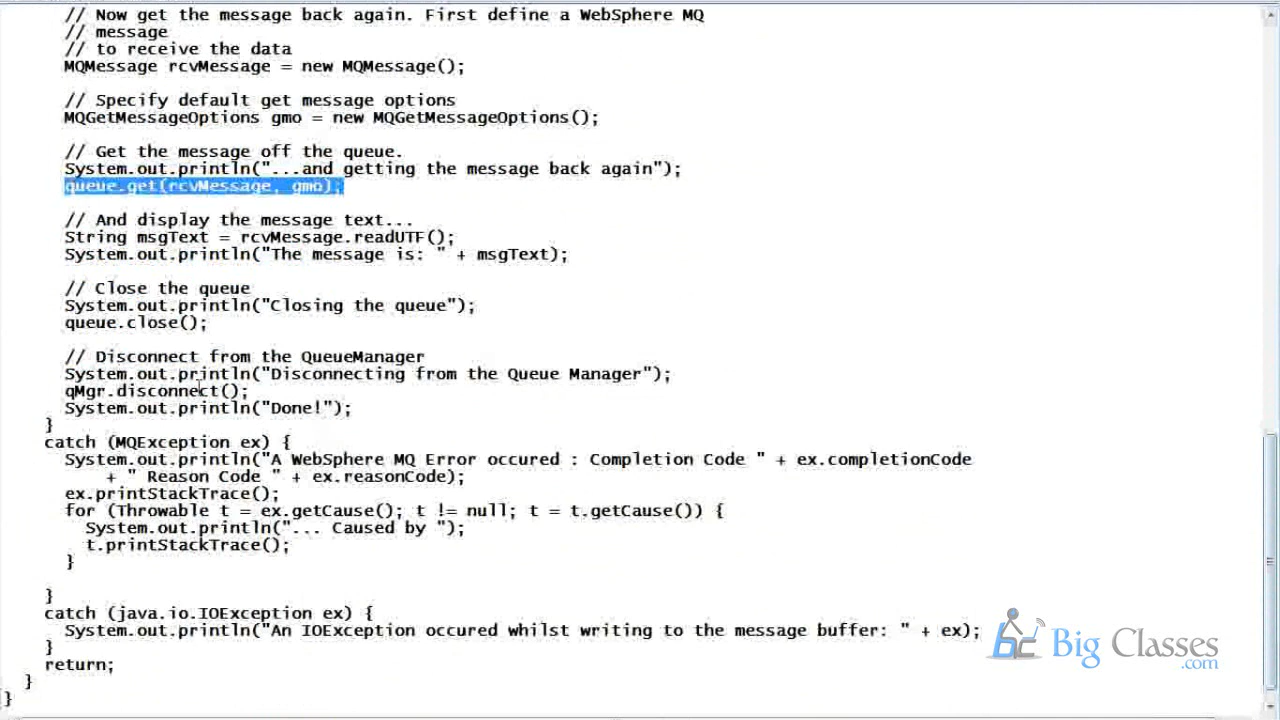 // Now get the message back again. First define a WebSphere MQ
// message
// to receive the data
MQMessage rcvMessage = new MQMessage();
// Specify default get message options
MQGetMessageOptions gmo = new MQGetMessageOptions();
// Get the message off the queue.
System.out.println("...and getting the message back again");
queue.get(rcvMessage, gmo);
// And display the message text...
String msgText = rcvMessage.readUTF();
System.out.println("The message is: " + msgText);
// Close the queue
System.out.println("Closing the queue");
queue.close();
// Disconnect from the QueueManager
System.out.println("Disconnecting from the Queue Manager");
qMgr.disconnect();
System.out.println("Done!");
}
catch (MQException ex) {
System.out.println("A WebSphere MQ Error occured : Completion Code " + ex.completionCode
+ " Reason Code " + ex.reasonCode);
ex.printStackTrace();
for (Throwable t = ex.getCause(); t != null; t = t.getCause()) {
System.out.println("... Caused by ");
t.printStackTrace();
}
}
catch (java.io.IOException ex) {
System.out.println("An IOException occured whilst writing to the message buffer: " + ex);
}
return;
}
}
bc Big Classes
.com